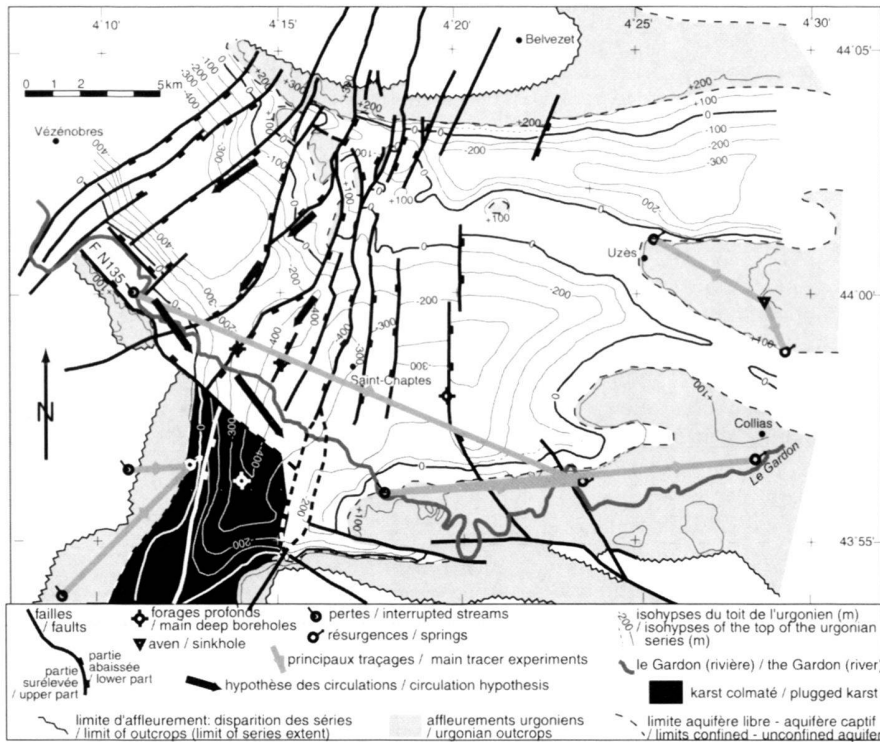 4°10' 4°15' 4°20' 4°25' 4°30'
44°05'
Belvezet
0 2 5km
Vézénobres
Uzès
44°00'
F N135
Saint-Chaptes
Collias
Le Gardon
N
43°55'
-100
-200
-300
-400
0
+200
+300
+100
failles
/ faults
partie
abaissée
/ lower part
partie
surélevée
/ upper part
forages profonds
/ main deep boreholes
aven / sinkhole
pertes / interrupted streams
résurgences / springs
principaux traçages / main tracer experiments
hypothèse des circulations / circulation hypothesis
-200
isohypses du toit de l'urgonien (m)
/ isohypses of the top of the urgonian
series (m)
le Gardon (rivière) / the Gardon (river)
karst colmaté / plugged karst
limite d'affleurement: disparition des séries
/ limit of outcrops (limit of series extent)
affleurements urgoniens
/ urgonian outcrops
limite aquifère libre - aquifère captif
/ limits confined - unconfined aquifer